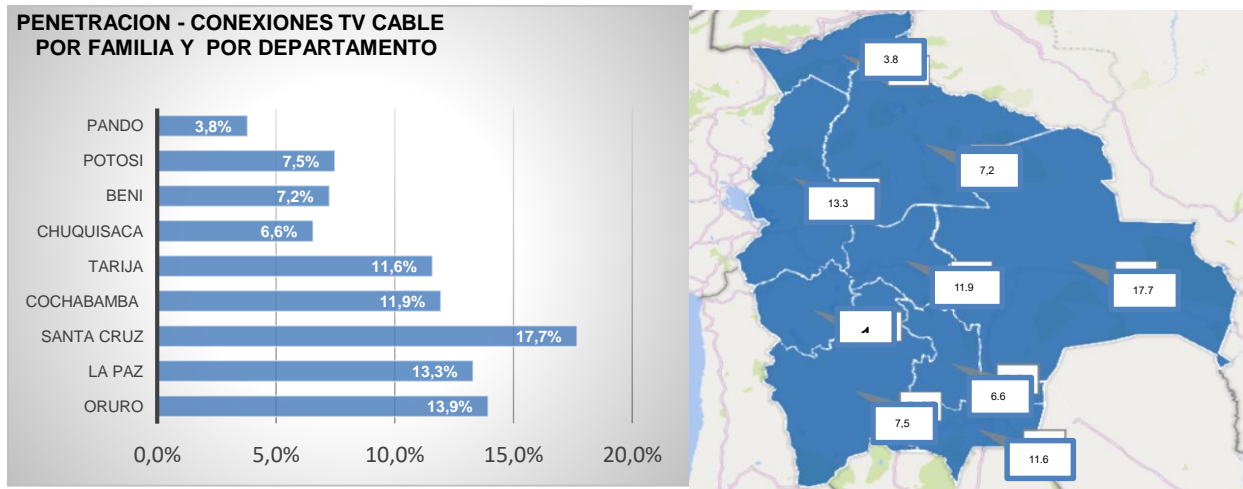 PENETRACION - CONEXIONES TV CABLE
POR FAMILIA Y POR DEPARTAMENTO
PANDO 3,8%
POTOSI 7,5%
BENI 7,2%
CHUQUISACA 6,6%
TARIJA 11,6%
COCHABAMBA 11,9%
SANTA CRUZ 17,7%
LA PAZ 13,3%
ORURO 13,9%
0,0% 5,0% 10,0% 15,0% 20,0%
3.8
7,2
13.3
11.9
17.7
6.6
7,5
11.6